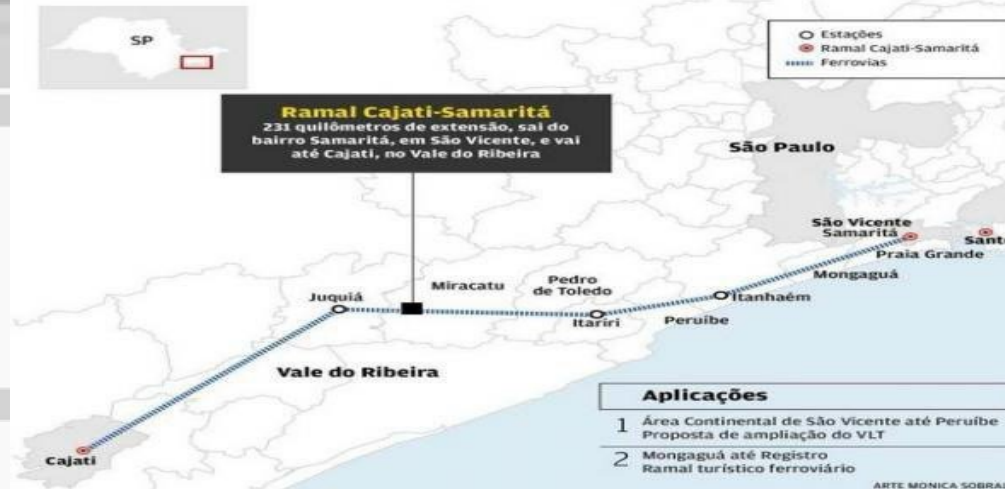 SP
Estações
Ramal Cajati-Samaritá
Ferrovias
Ramal Cajati-Samaritá
231 quilômetros de extensão, sai do
bairro Samaritá, em São Vicente, e vai
até Cajati, no Vale do Ribeira
São Paulo
São Vicente
Samaritá
Praia Grande
Mongaguá
Miracatu
Pedro
de Toledo
Juquiá
Itanhaém
Itariri
Peruíbe
Vale do Ribeira
Cajati
Aplicações
1 Área Continental de São Vicente até Peruíbe
Proposta de ampliação do VLT
2 Mongaguá até Registro
Ramal turístico ferroviário
ARTE MONICA